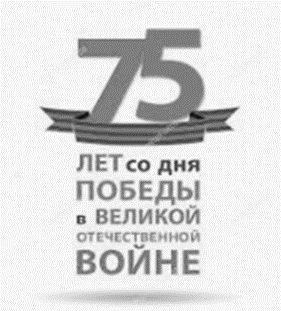 75
ЛЕТ со дня
ПОБЕДЫ
в ВЕЛИКОЙ
ОТЕЧЕСТВЕННОЙ
ВОЙНЕ